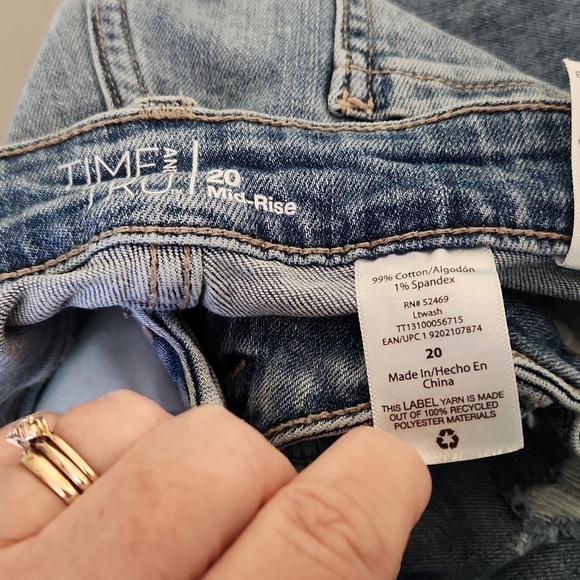 TIME
AND
TRU
20
Mid-Rise
99% Cotton/Algodón
1% Spandex
RN# 52469
Ltwash
TT13100056715
EAN/UPC 1 9202107874
20
Made In/Hecho En
China
THIS LABEL YARN IS MADE
OUT OF 100% RECYCLED
POLYESTER MATERIALS